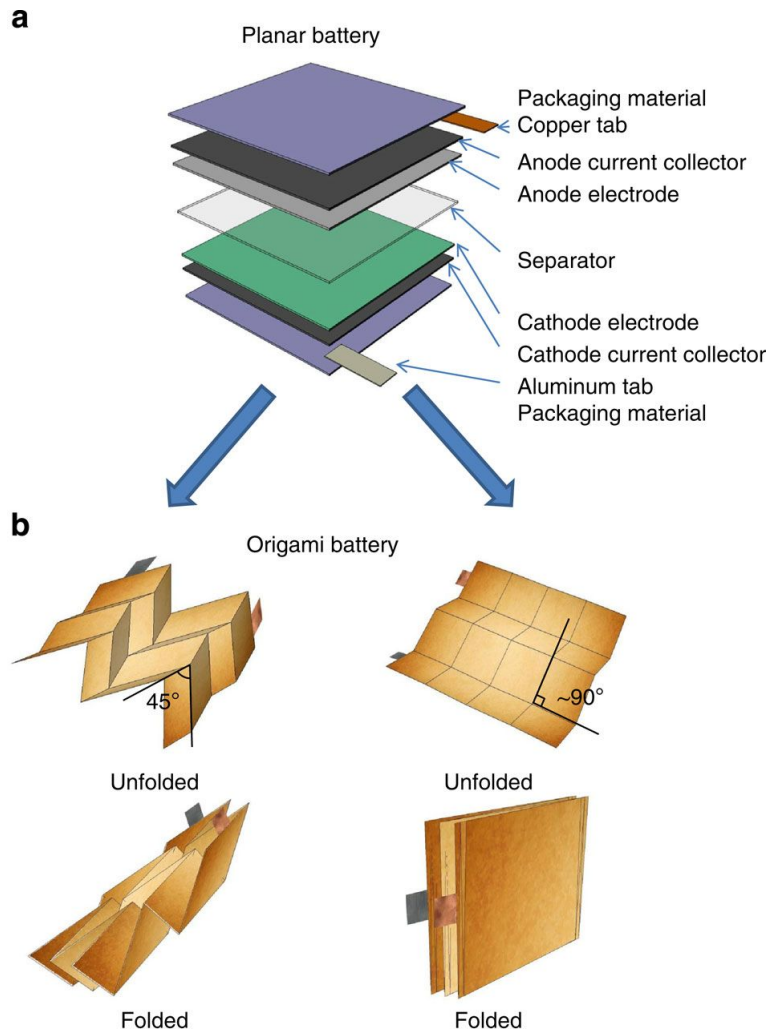 a
Planar battery
Packaging material
Copper tab
Anode current collector
Anode electrode
Separator
Cathode electrode
Cathode current collector
Aluminum tab
Packaging material
b
Origami battery
45°
~90°
Unfolded
Unfolded
Folded
Folded